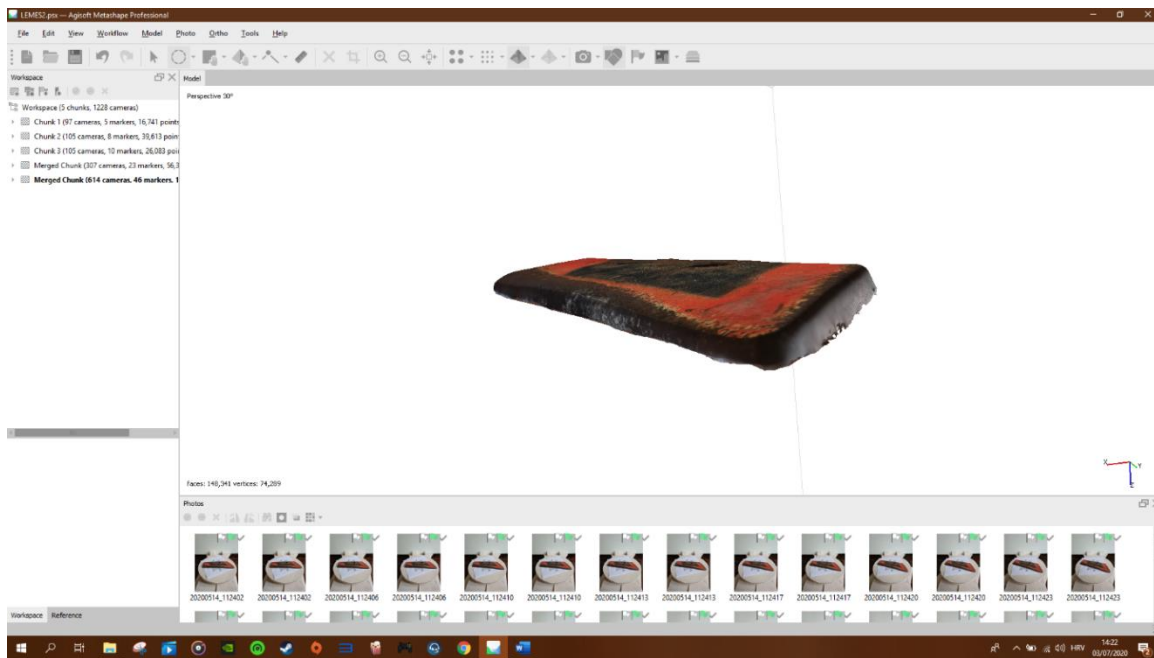 LEMES2.psx — Agisoft Metashape Professional
File Edit View Workflow Model Photo Ortho Tools Help
Workspace
Model
Perspective 30°
Workspace (5 chunks, 1228 cameras)
Chunk 1 (97 cameras, 5 markers, 16,741 points
Chunk 2 (105 cameras, 8 markers, 39,613 poin
Chunk 3 (105 cameras, 10 markers, 26,083 poi
Merged Chunk (307 cameras, 23 markers, 56,3
Merged Chunk (614 cameras, 46 markers, 1
X Y Z
Faces: 148,341 vertices: 74,289
Photos
20200514_112402 20200514_112402 20200514_112406 20200514_112406 20200514_112410 20200514_112410 20200514_112413 20200514_112413 20200514_112417 20200514_112417 20200514_112420 20200514_112420 20200514_112423 20200514_112423
Workspace Reference
HRV
14:22
03/07/2020